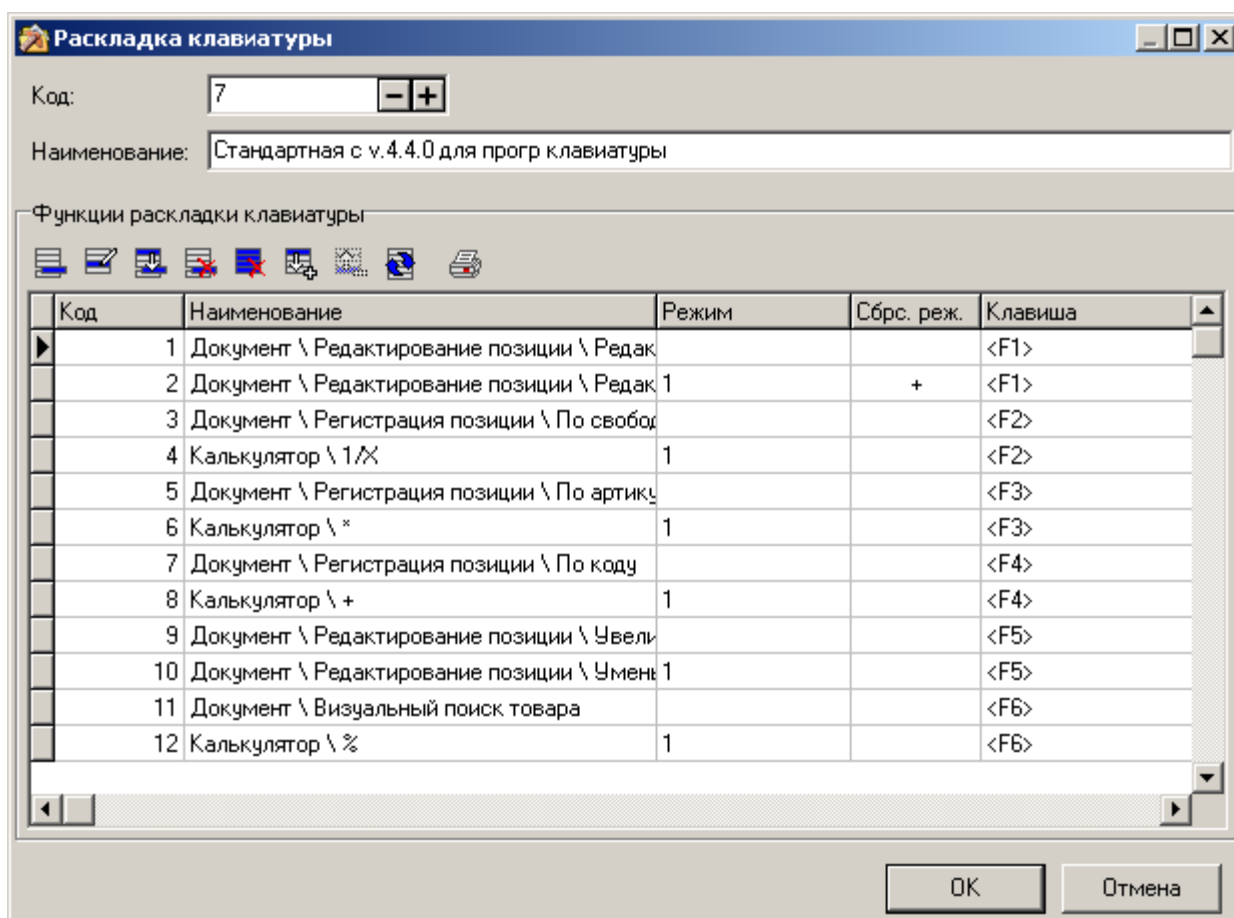 Раскладка клавиатуры
Код: 7
Наименование: Стандартная с v.4.4.0 для прогр клавиатуры
Функции раскладки клавиатуры
Код Наименование Режим Сбрс. реж. Клавиша
1 Документ \ Редактирование позиции \ Редак <F1>
2 Документ \ Редактирование позиции \ Редак 1 + <F1>
3 Документ \ Регистрация позиции \ По свобод <F2>
4 Калькулятор \ 1/X 1 <F2>
5 Документ \ Регистрация позиции \ По артику <F3>
6 Калькулятор \ * 1 <F3>
7 Документ \ Регистрация позиции \ По коду <F4>
8 Калькулятор \ + 1 <F4>
9 Документ \ Редактирование позиции \ Увели <F5>
10 Документ \ Редактирование позиции \ Умень 1 <F5>
11 Документ \ Визуальный поиск товара <F6>
12 Калькулятор \ % 1 <F6>
OK Отмена